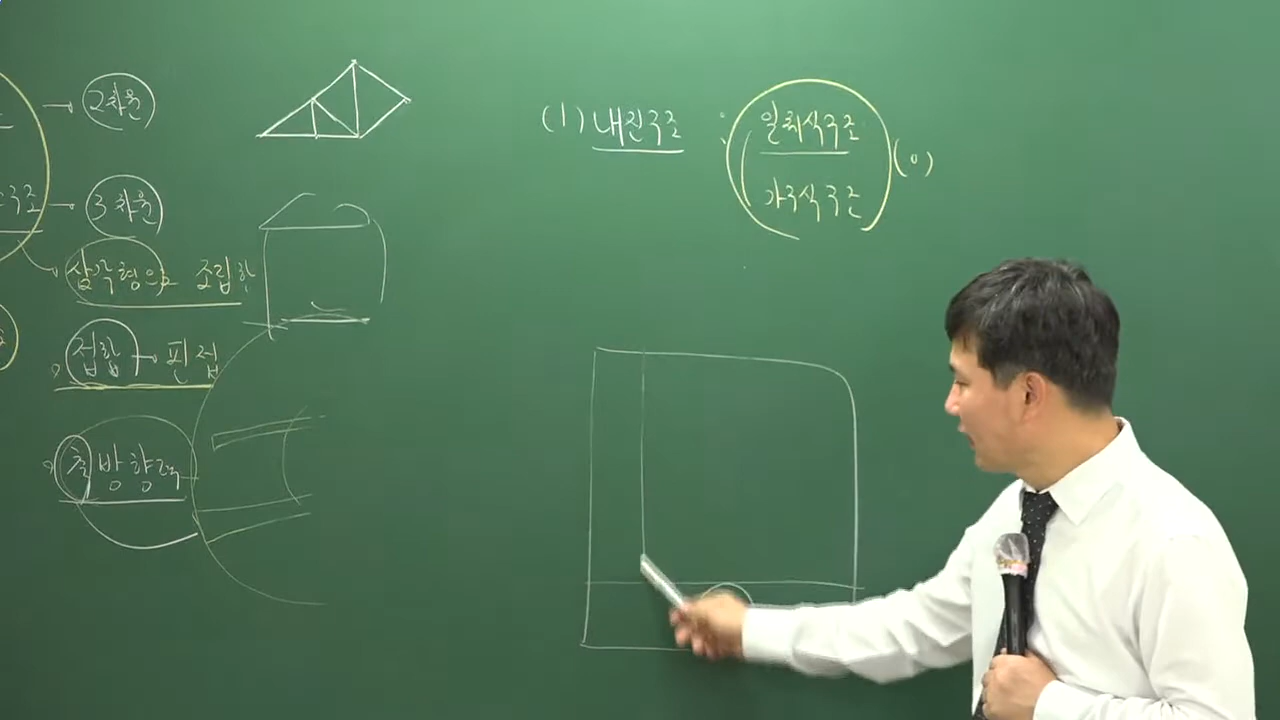 → 2차원
구조 → 3차원
삼각형으로 조립한
접합 → 핀접
축방향력
(1) 내진구조 : 일체식구조
가구식구조 (0)